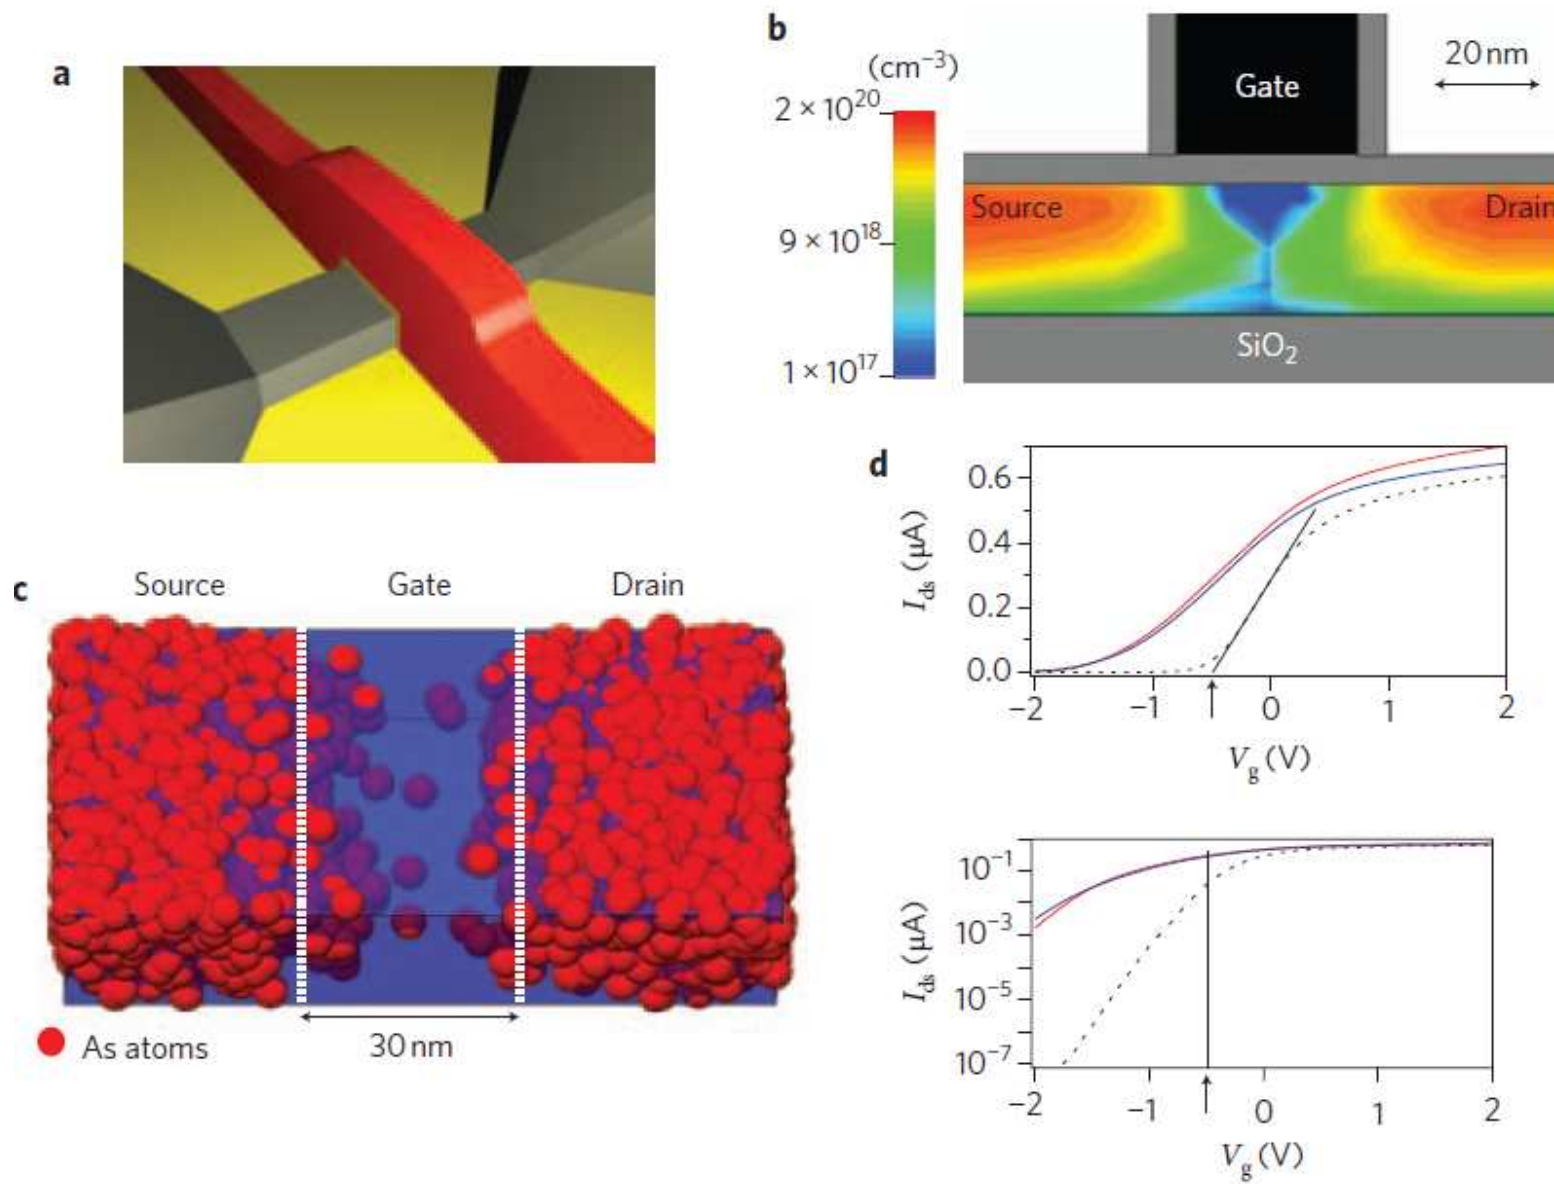 a
b
(cm⁻³)
2 × 10²⁰
9 × 10¹⁸
1 × 10¹⁷
Gate
20 nm
Source
Drain
SiO₂
c
Source Gate Drain
As atoms
30 nm
d
I_ds (μA)
0.6
0.4
0.2
0.0
−2 −1 0 1 2
V_g (V)
I_ds (μA)
10⁻¹
10⁻³
10⁻⁵
10⁻⁷
−2 −1 0 1 2
V_g (V)